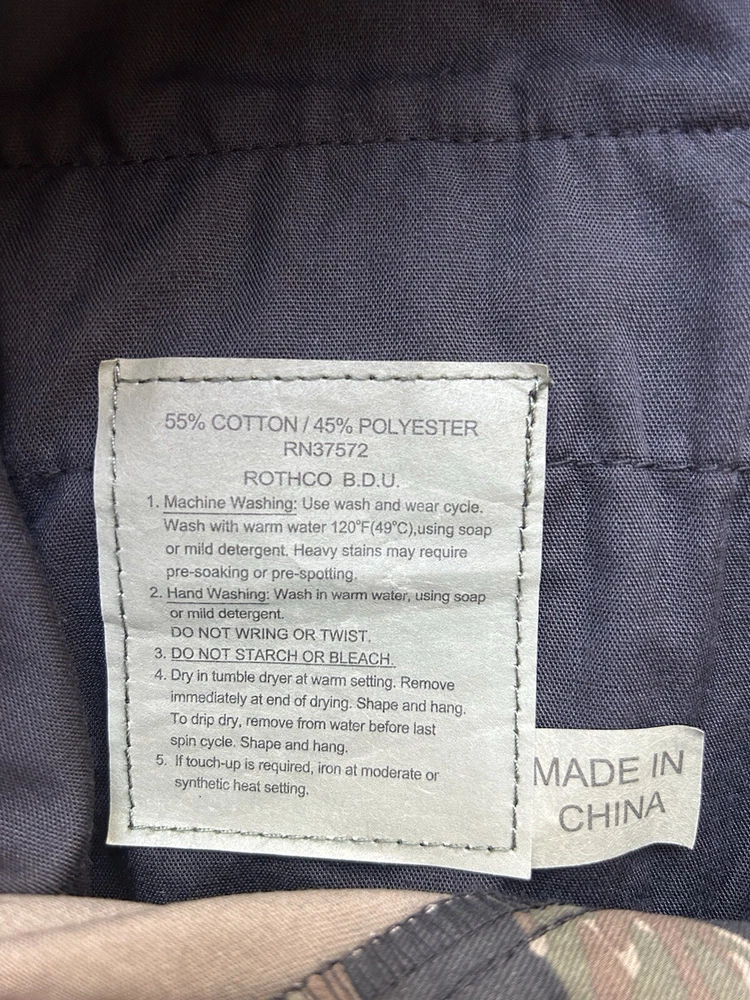 55% COTTON / 45% POLYESTER
RN37572
ROTHCO B.D.U.
1. Machine Washing: Use wash and wear cycle.
Wash with warm water 120°F(49°C),using soap
or mild detergent. Heavy stains may require
pre-soaking or pre-spotting.
2. Hand Washing: Wash in warm water, using soap
or mild detergent.
DO NOT WRING OR TWIST.
3. DO NOT STARCH OR BLEACH.
4. Dry in tumble dryer at warm setting. Remove
immediately at end of drying. Shape and hang.
To drip dry, remove from water before last
spin cycle. Shape and hang.
5. If touch-up is required, iron at moderate or
synthetic heat setting.
MADE IN
CHINA